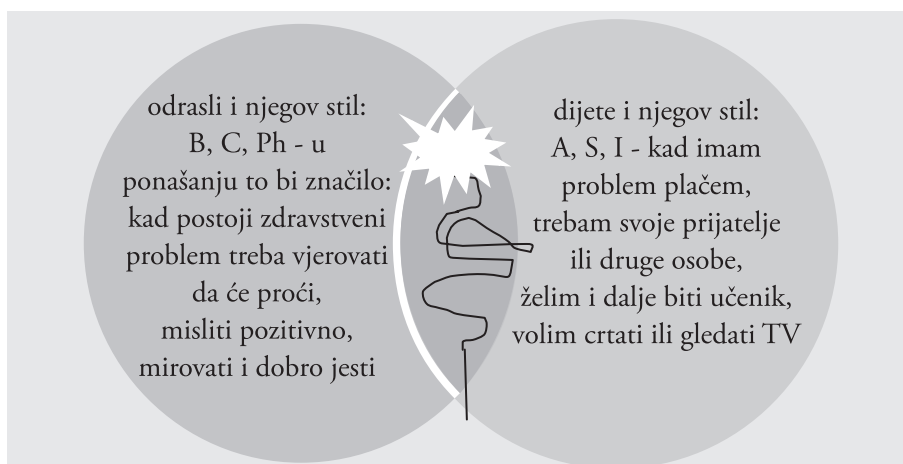 odrasli i njegov stil:
B, C, Ph - u
ponašanju to bi značilo:
kad postoji zdravstveni
problem treba vjerovati
da će proći,
misliti pozitivno,
mirovati i dobro jesti
dijete i njegov stil:
A, S, I - kad imam
problem plačem,
trebam svoje prijatelje
ili druge osobe,
želim i dalje biti učenik,
volim crtati ili gledati TV